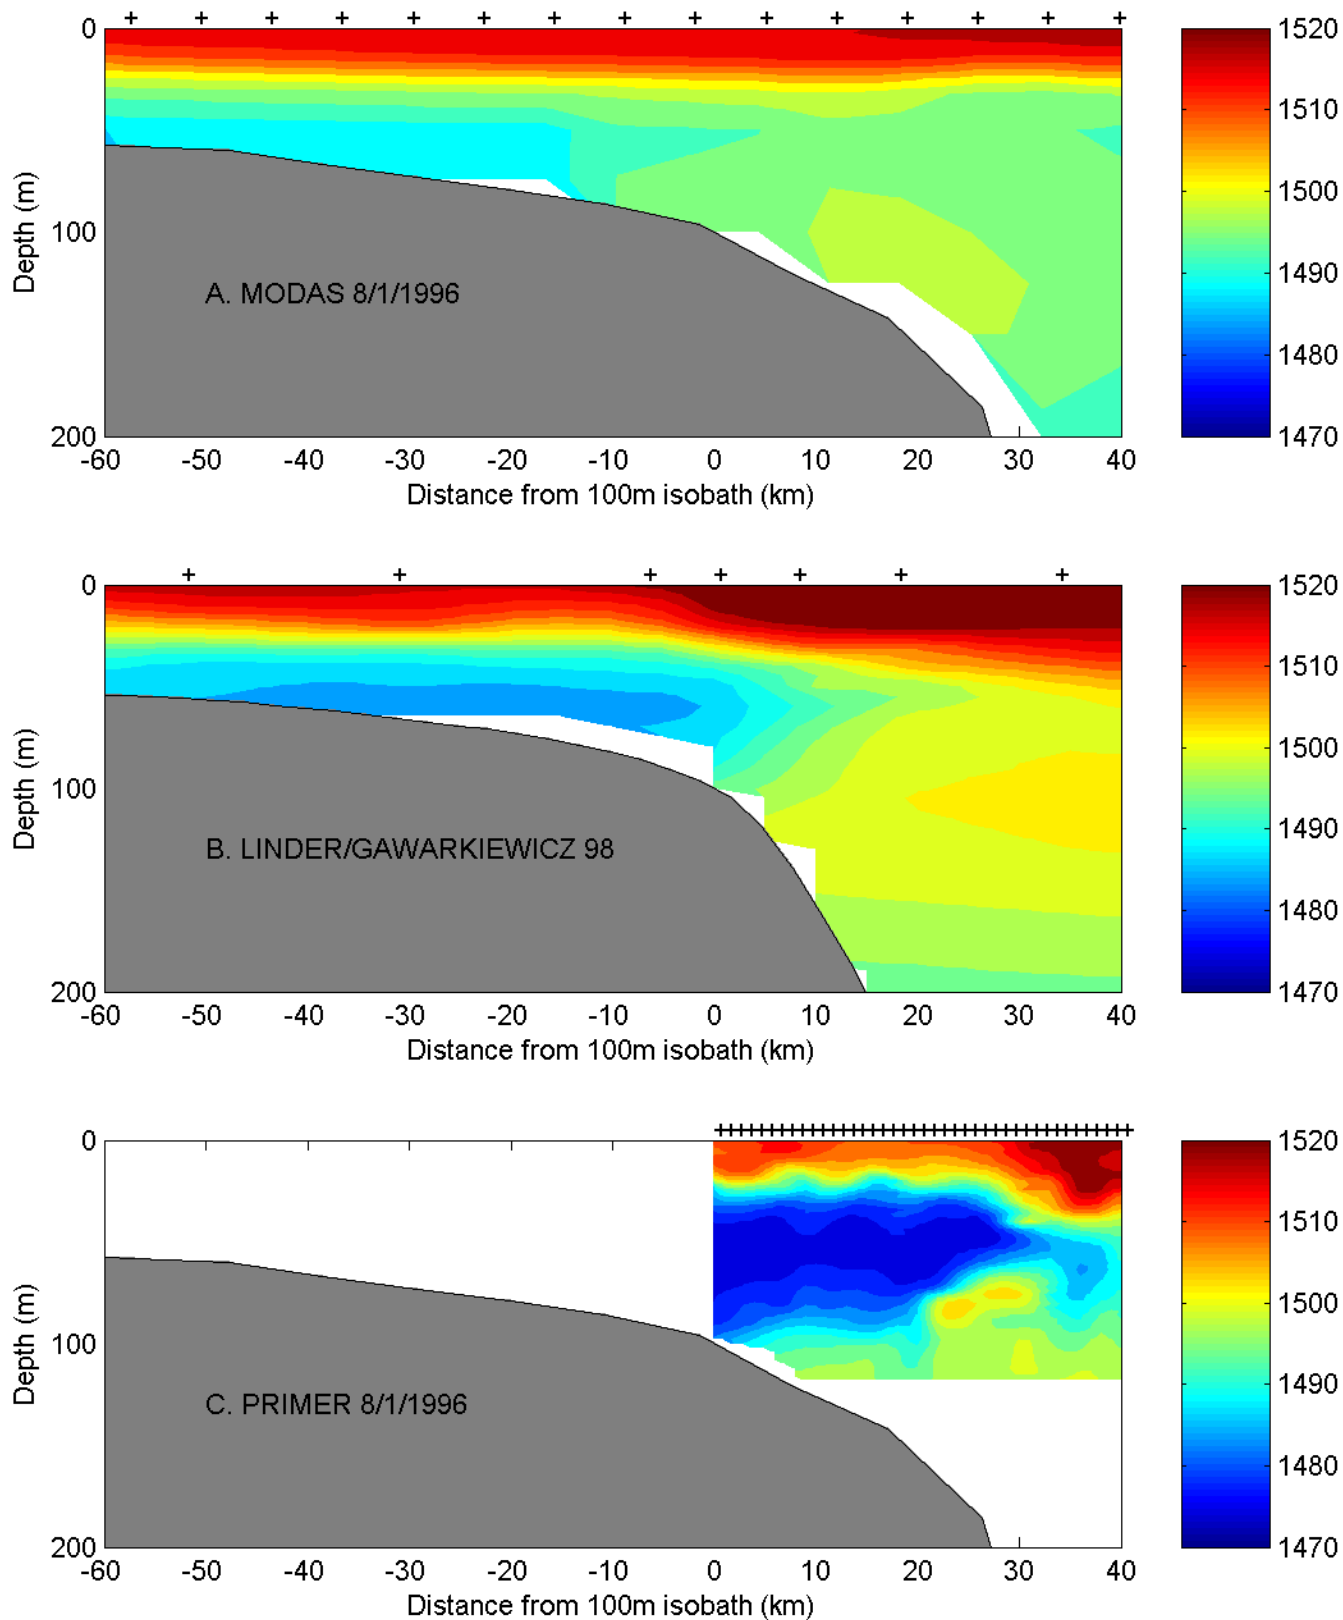 0
100
200
Depth (m)
A. MODAS 8/1/1996
-60 -50 -40 -30 -20 -10 0 10 20 30 40
Distance from 100m isobath (km)
1520
1510
1500
1490
1480
1470
0
100
200
Depth (m)
B. LINDER/GAWARKIEWICZ 98
-60 -50 -40 -30 -20 -10 0 10 20 30 40
Distance from 100m isobath (km)
1520
1510
1500
1490
1480
1470
0
100
200
Depth (m)
C. PRIMER 8/1/1996
-60 -50 -40 -30 -20 -10 0 10 20 30 40
Distance from 100m isobath (km)
1520
1510
1500
1490
1480
1470